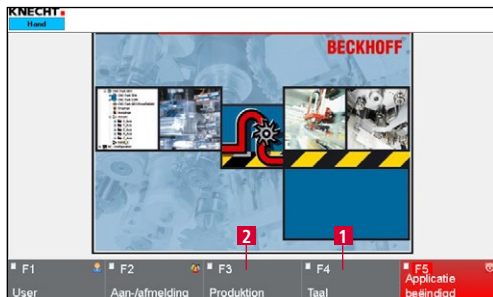 KNECHT
Hand
BECKHOFF
2
1
F1
F2
F3
F4
F5
User
Aan-/afmelding
Produktion
Taal
Applicatie
beëindigd